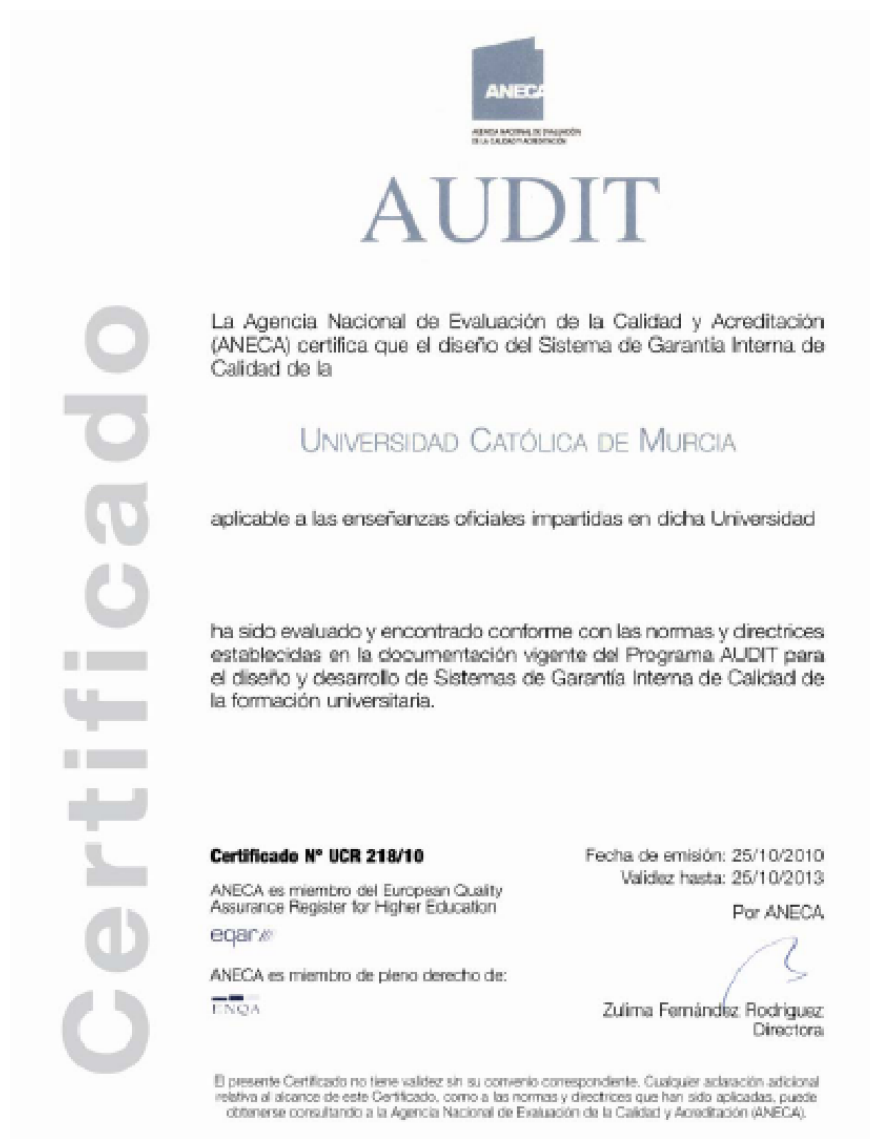 ANECA
AGENCIA NACIONAL DE EVALUACIÓN
DE LA CALIDAD Y ACREDITACIÓN
AUDIT
Certificado
La Agencia Nacional de Evaluación de la Calidad y Acreditación
(ANECA) certifica que el diseño del Sistema de Garantía Interna de
Calidad de la
UNIVERSIDAD CATÓLICA DE MURCIA
aplicable a las enseñanzas oficiales impartidas en dicha Universidad
ha sido evaluado y encontrado conforme con las normas y directrices
establecidas en la documentación vigente del Programa AUDIT para
el diseño y desarrollo de Sistemas de Garantía Interna de Calidad de
la formación universitaria.
Certificado Nº UCR 218/10
Fecha de emisión: 25/10/2010
Validez hasta: 25/10/2013
ANECA es miembro del European Quality
Assurance Register for Higher Education
eqar
Por ANECA
ANECA es miembro de pleno derecho de:
ENQA
Zulima Fernández Rodríguez
Directora
El presente Certificado no tiene validez sin su convenio correspondiente. Cualquier aclaración adicional
relativa al alcance de este Certificado, como a las normas y directrices que han sido aplicadas, puede
obtenerse consultando a la Agencia Nacional de Evaluación de la Calidad y Acreditación (ANECA).